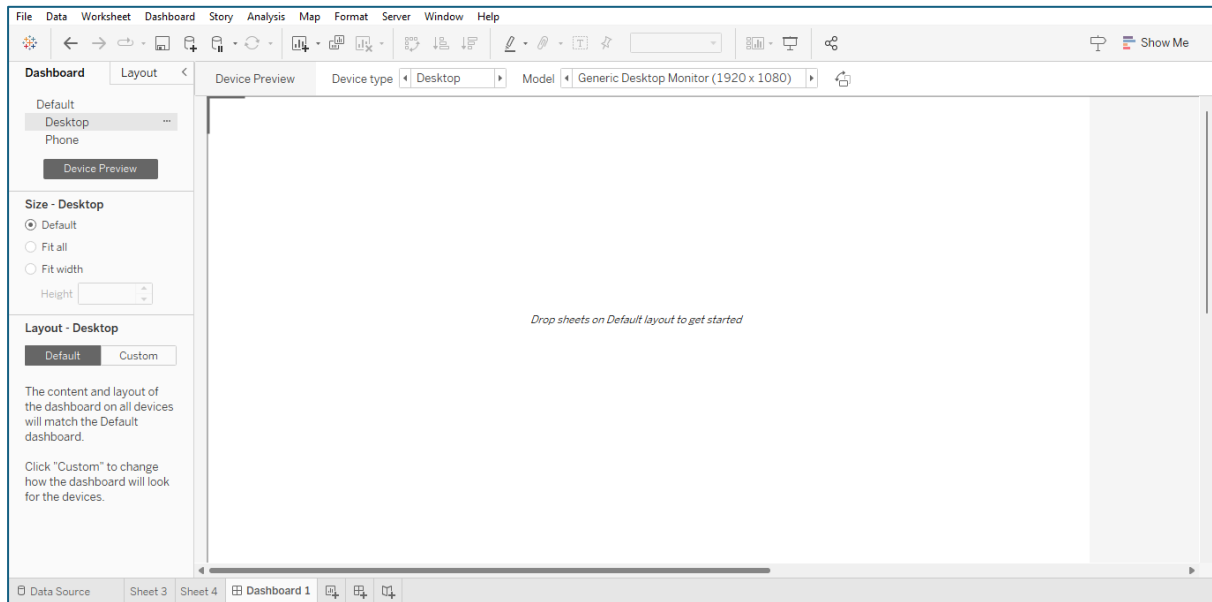 File Data Worksheet Dashboard Story Analysis Map Format Server Window Help
T Show Me
Dashboard Layout <
Device Preview Device type Desktop Model Generic Desktop Monitor (1920 x 1080)
Default
Desktop ...
Phone
Device Preview
Size - Desktop
Default
Fit all
Fit width
Height
Drop sheets on Default layout to get started
Layout - Desktop
Default Custom
The content and layout of
the dashboard on all devices
will match the Default
dashboard.
Click "Custom" to change
how the dashboard will look
for the devices.
Data Source Sheet 3 Sheet 4 Dashboard 1